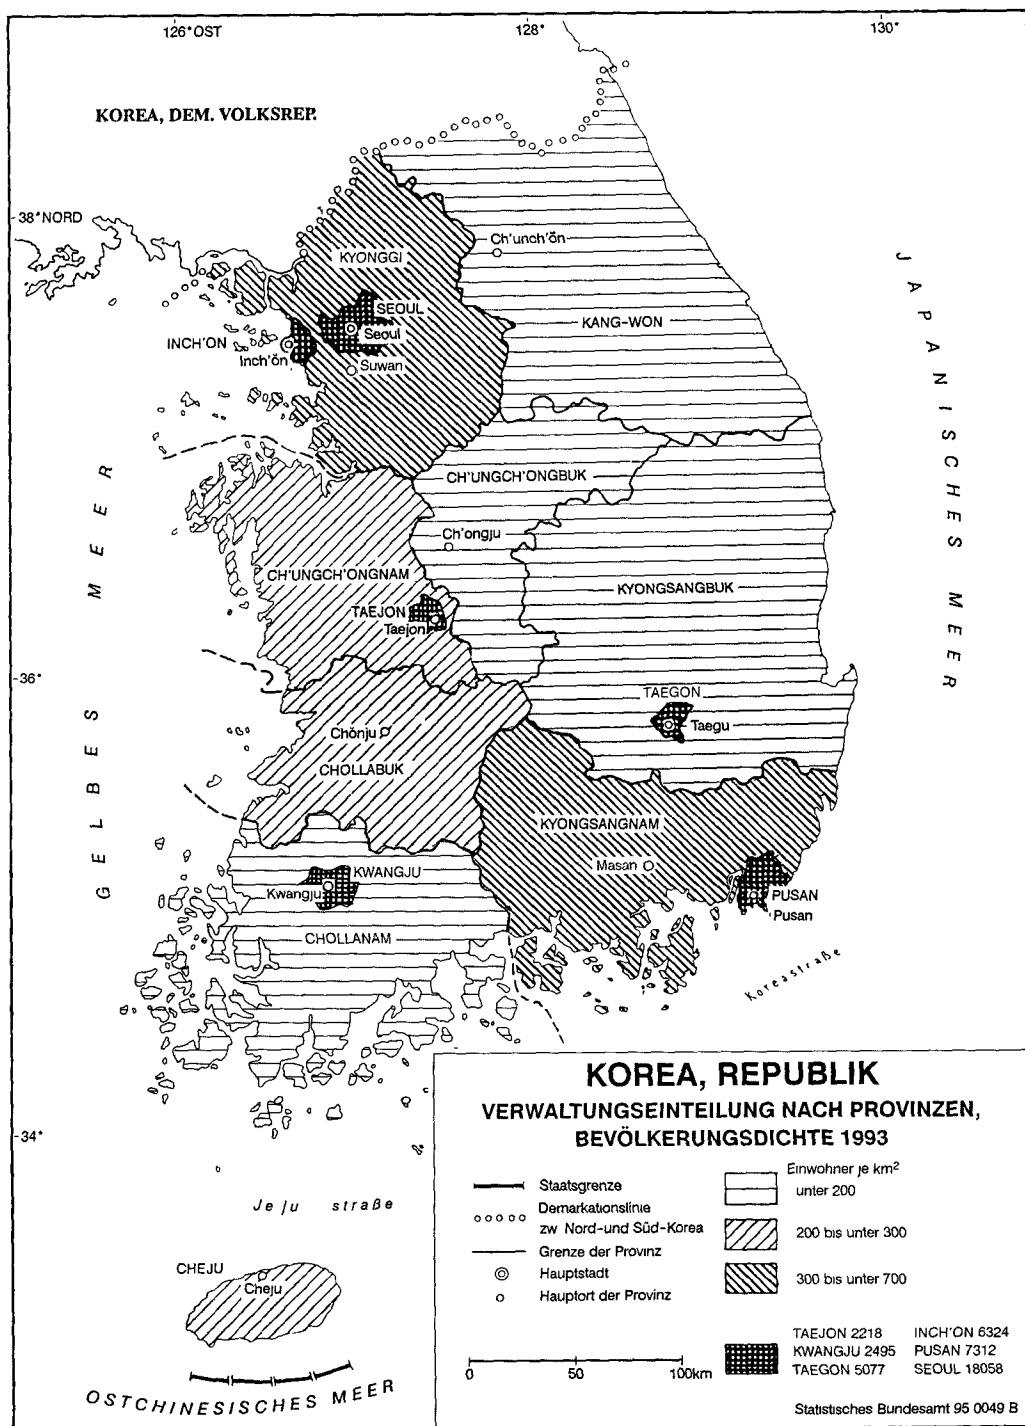 126° OST
128°
130°
KOREA, DEM. VOLKSREP.
38° NORD
Ch'unch'ŏn
KYONGGI
SEOUL
Seoul
KANG-WON
INCH'ON
Inch'ŏn
Suwan
JAPANISCHES MEER
CH'UNGCH'ONGBUK
Ch'ongju
CH'UNGCH'ONGNAM
KYONGSANGBUK
TAEJON
Taejon
GELBES MEER
36°
TAEGON
Taegu
Chŏnju
CHOLLABUK
KYONGSANGNAM
Masan
KWANGJU
Kwangju
PUSAN
Pusan
CHOLLANAM
Koreastraße
34°
Jeju straße
CHEJU
Cheju
OSTCHINESISCHES MEER
KOREA, REPUBLIK
VERWALTUNGSEINTEILUNG NACH PROVINZEN,
BEVÖLKERUNGSDICHTE 1993
Staatsgrenze
Demarkationslinie
zw Nord-und Süd-Korea
Grenze der Provinz
Hauptstadt
Hauptort der Provinz
0 50 100km
Einwohner je km²
unter 200
200 bis unter 300
300 bis unter 700
TAEJON 2218 INCH'ON 6324
KWANGJU 2495 PUSAN 7312
TAEGON 5077 SEOUL 18058
Statistisches Bundesamt 95 0049 B